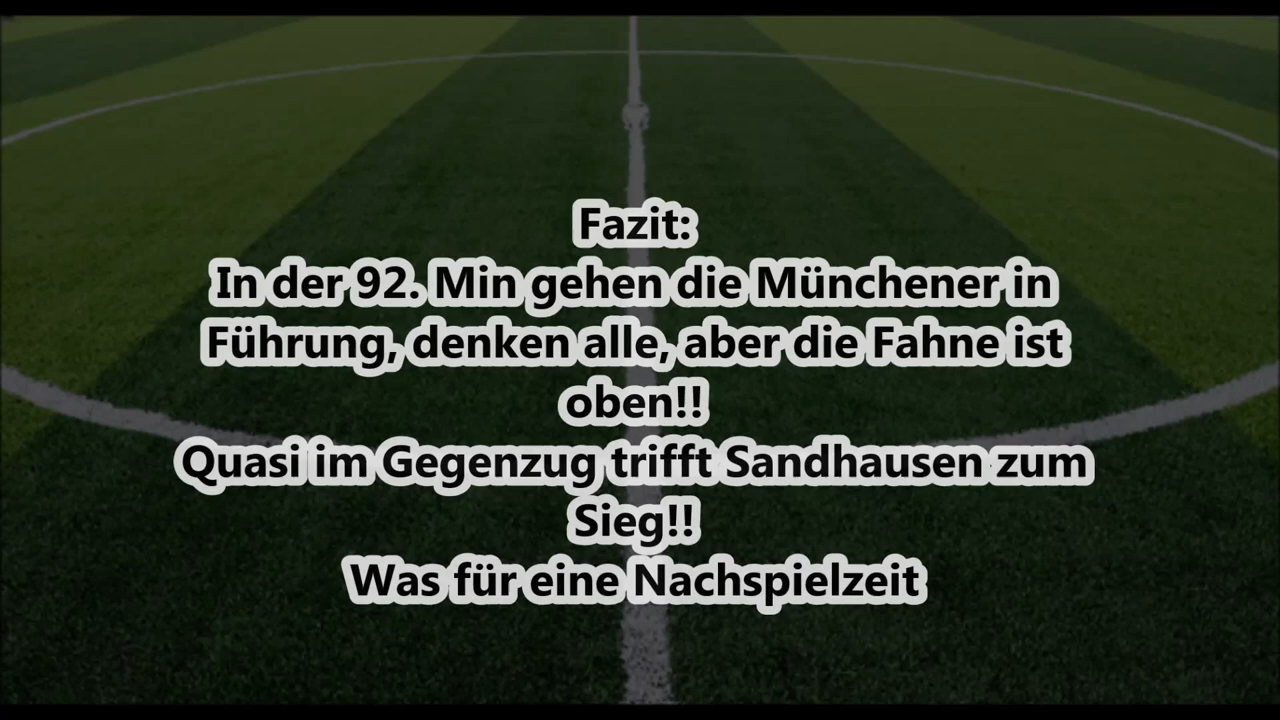 Fazit:
In der 92. Min gehen die Münchener in
Führung, denken alle, aber die Fahne ist
oben!!
Quasi im Gegenzug trifft Sandhausen zum
Sieg!!
Was für eine Nachspielzeit